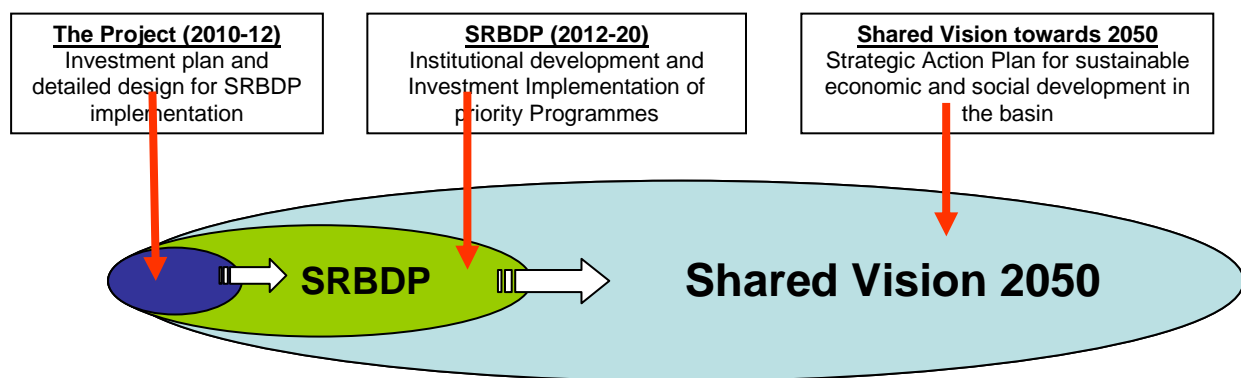 The Project (2010-12)
Investment plan and
detailed design for SRBDP
implementation
SRBDP (2012-20)
Institutional development and
Investment Implementation of
priority Programmes
Shared Vision towards 2050
Strategic Action Plan for sustainable
economic and social development in
the basin
SRBDP
Shared Vision 2050